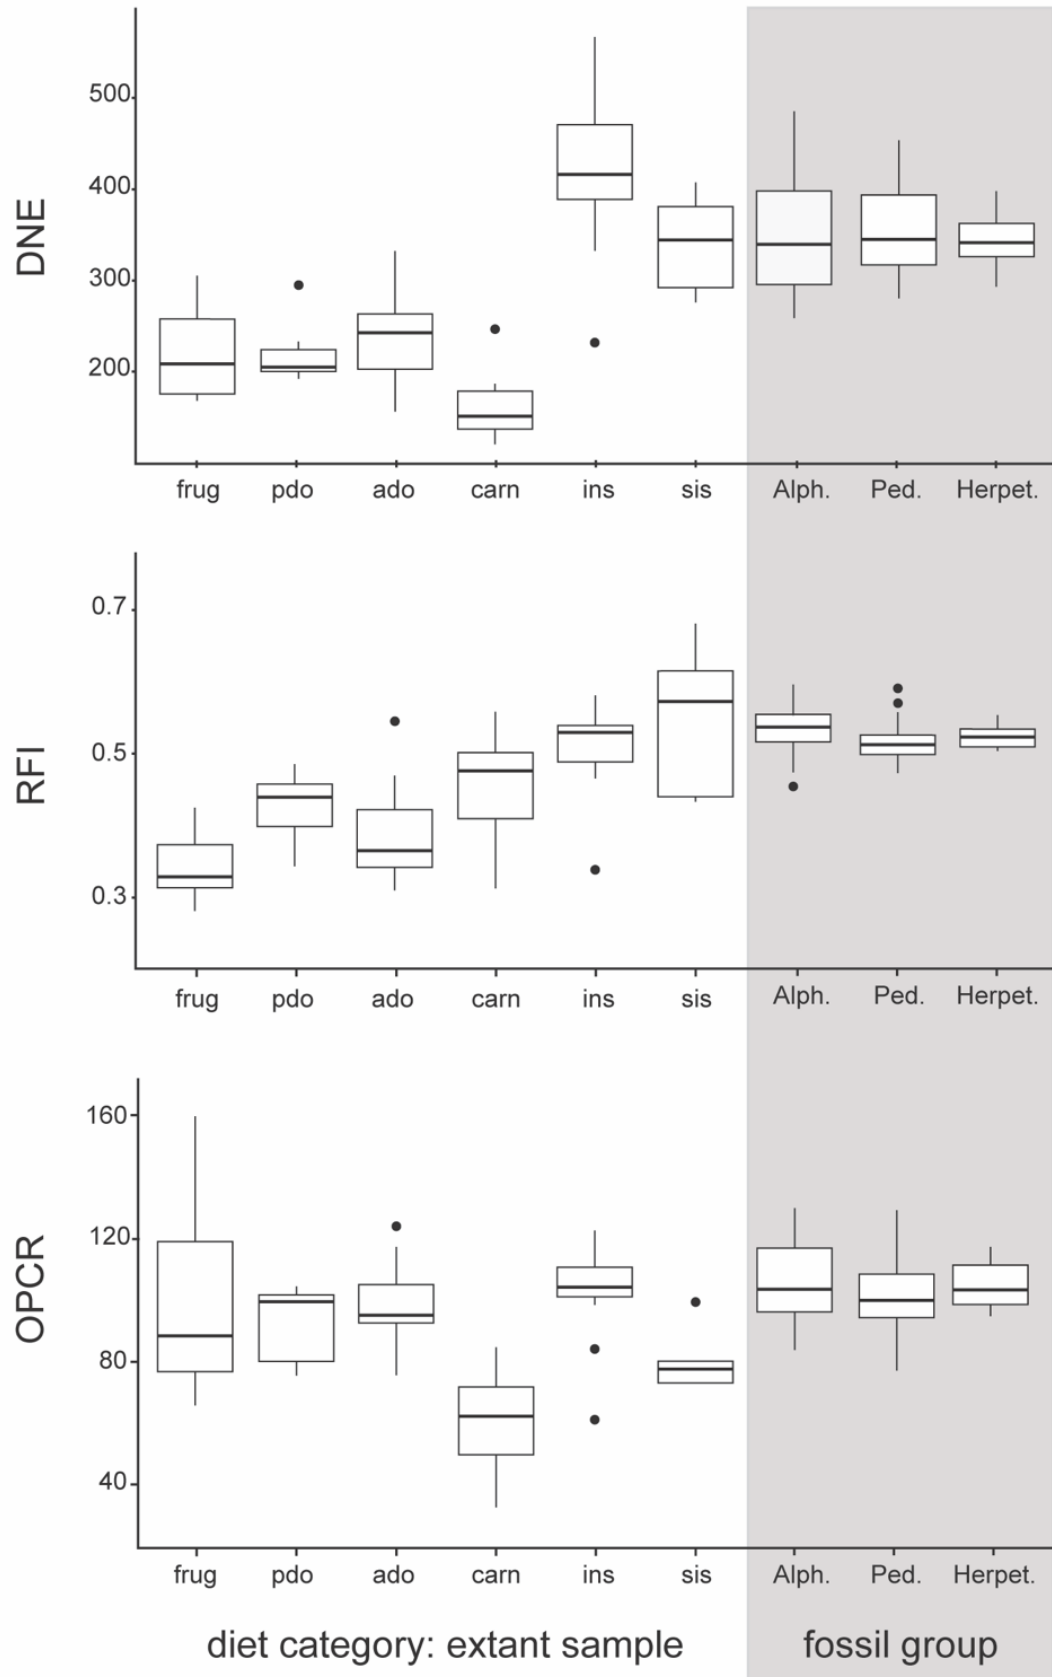 DNE
500
400
300
200
frug pdo ado carn ins sis Alph. Ped. Herpet.
RFI
0.7
0.5
0.3
frug pdo ado carn ins sis Alph. Ped. Herpet.
OPCR
160
120
80
40
frug pdo ado carn ins sis Alph. Ped. Herpet.
diet category: extant sample fossil group